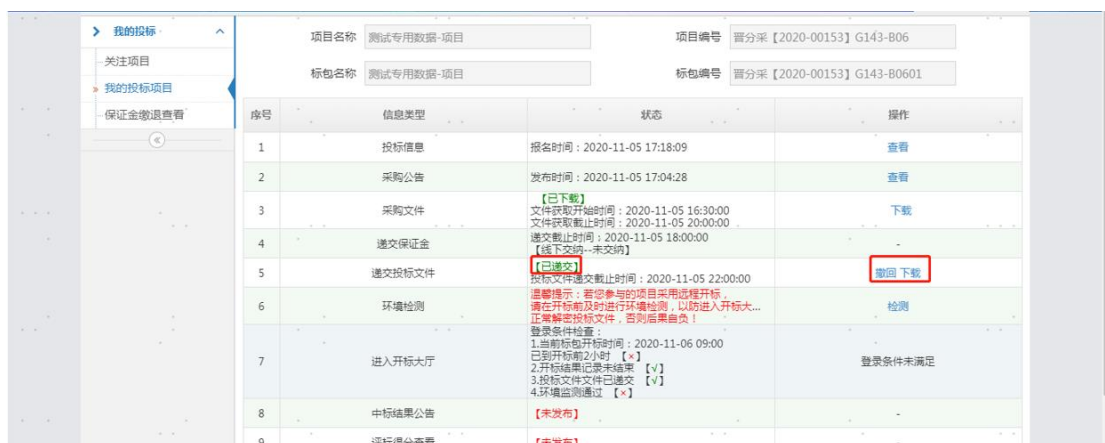 我的投标
关注项目
我的投标项目
保证金缴退查看
项目名称 测试专用数据-项目 项目编号 晋分采【2020-00153】G143-B06
标包名称 测试专用数据-项目 标包编号 晋分采【2020-00153】G143-B0601
序号 信息类型 状态 操作
1 投标信息 报名时间：2020-11-05 17:18:09 查看
2 采购公告 发布时间：2020-11-05 17:04:28 查看
3 采购文件 【已下载】 下载
文件获取开始时间：2020-11-05 16:30:00
文件获取截止时间：2020-11-05 20:00:00
4 递交保证金 递交截止时间：2020-11-05 18:00:00 -
【线下交纳--未交纳】
5 递交投标文件 【已递交】 撤回 下载
投标文件递交截止时间：2020-11-05 22:00:00
6 环境检测 温馨提示：若您参与的项目采用远程开标， 检测
请在开标前及时进行环境检测，以防进入开标大...
正常解密投标文件，否则后果自负！
7 进入开标大厅 登录条件检查： 登录条件未满足
1.当前标包开标时间：2020-11-06 09:00
已到开标前2小时 【×】
2.开标结果记录未结束 【√】
3.投标文件文件已递交 【√】
4.环境监测通过 【×】
8 中标结果公告 【未发布】 -
9 评标得分查看 【未发布】